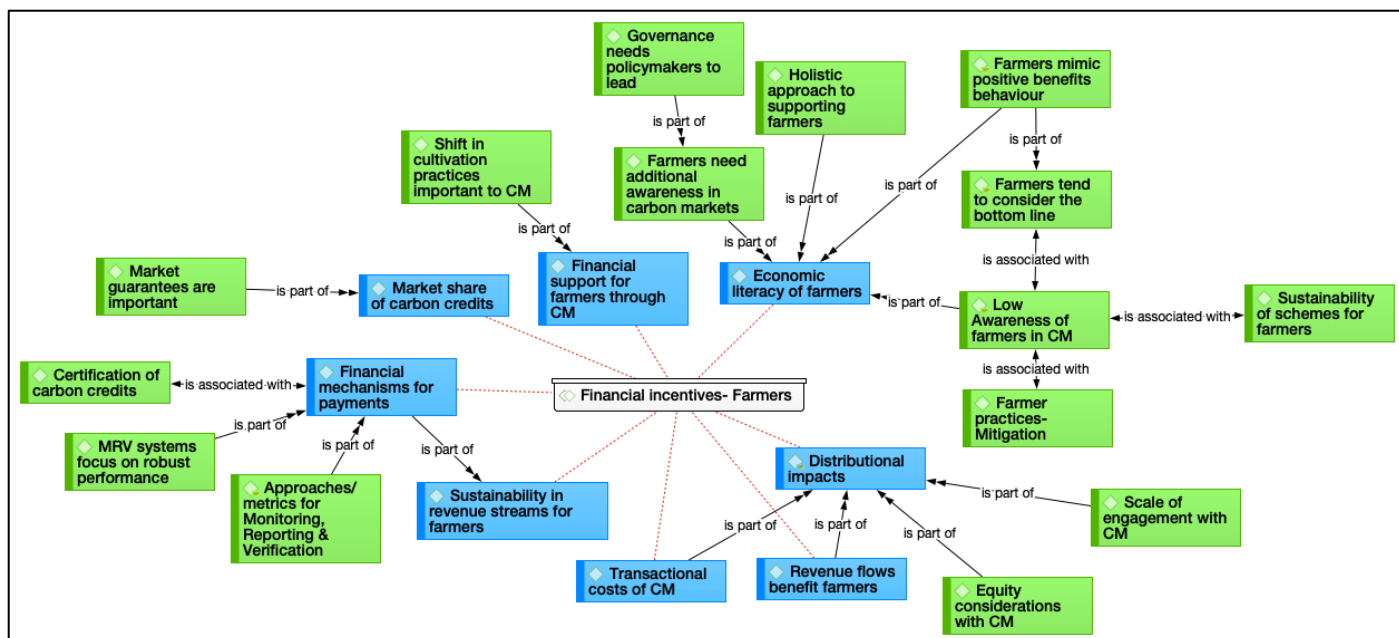 Governance
needs
policymakers to
lead
Holistic
approach to
supporting
farmers
Farmers mimic
positive benefits
behaviour
is part of
is part of
is part of
is part of
Shift in
cultivation
practices
important to CM
Farmers need
additional
awareness in
carbon markets
Farmers tend
to consider the
bottom line
is part of
is part of
is associated with
Market
guarantees are
important
is part of
Market share
of carbon credits
Financial
support for
farmers through
CM
Economic
literacy of farmers
is part of
Low
Awareness of
farmers in CM
is associated with
Sustainability
of schemes for
farmers
is associated with
Farmer
practices-
Mitigation
Certification of
carbon credits
is associated with
Financial
mechanisms for
payments
Financial incentives- Farmers
is part of
MRV systems
focus on robust
performance
is part of
is part of
Approaches/
metrics for
Monitoring,
Reporting &
Verification
Sustainability in
revenue streams for
farmers
Distributional
impacts
is part of
Scale of
engagement with
CM
is part of
is part of
is part of
Transactional
costs of CM
Revenue flows
benefit farmers
Equity
considerations
with CM